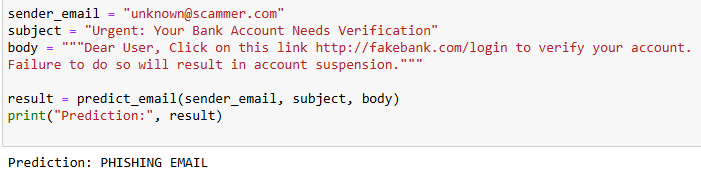 sender_email = "unknown@scammer.com"
subject = "Urgent: Your Bank Account Needs Verification"
body = """Dear User, Click on this link http://fakebank.com/login to verify your account.
Failure to do so will result in account suspension."""
result = predict_email(sender_email, subject, body)
print("Prediction:", result)
Prediction: PHISHING EMAIL